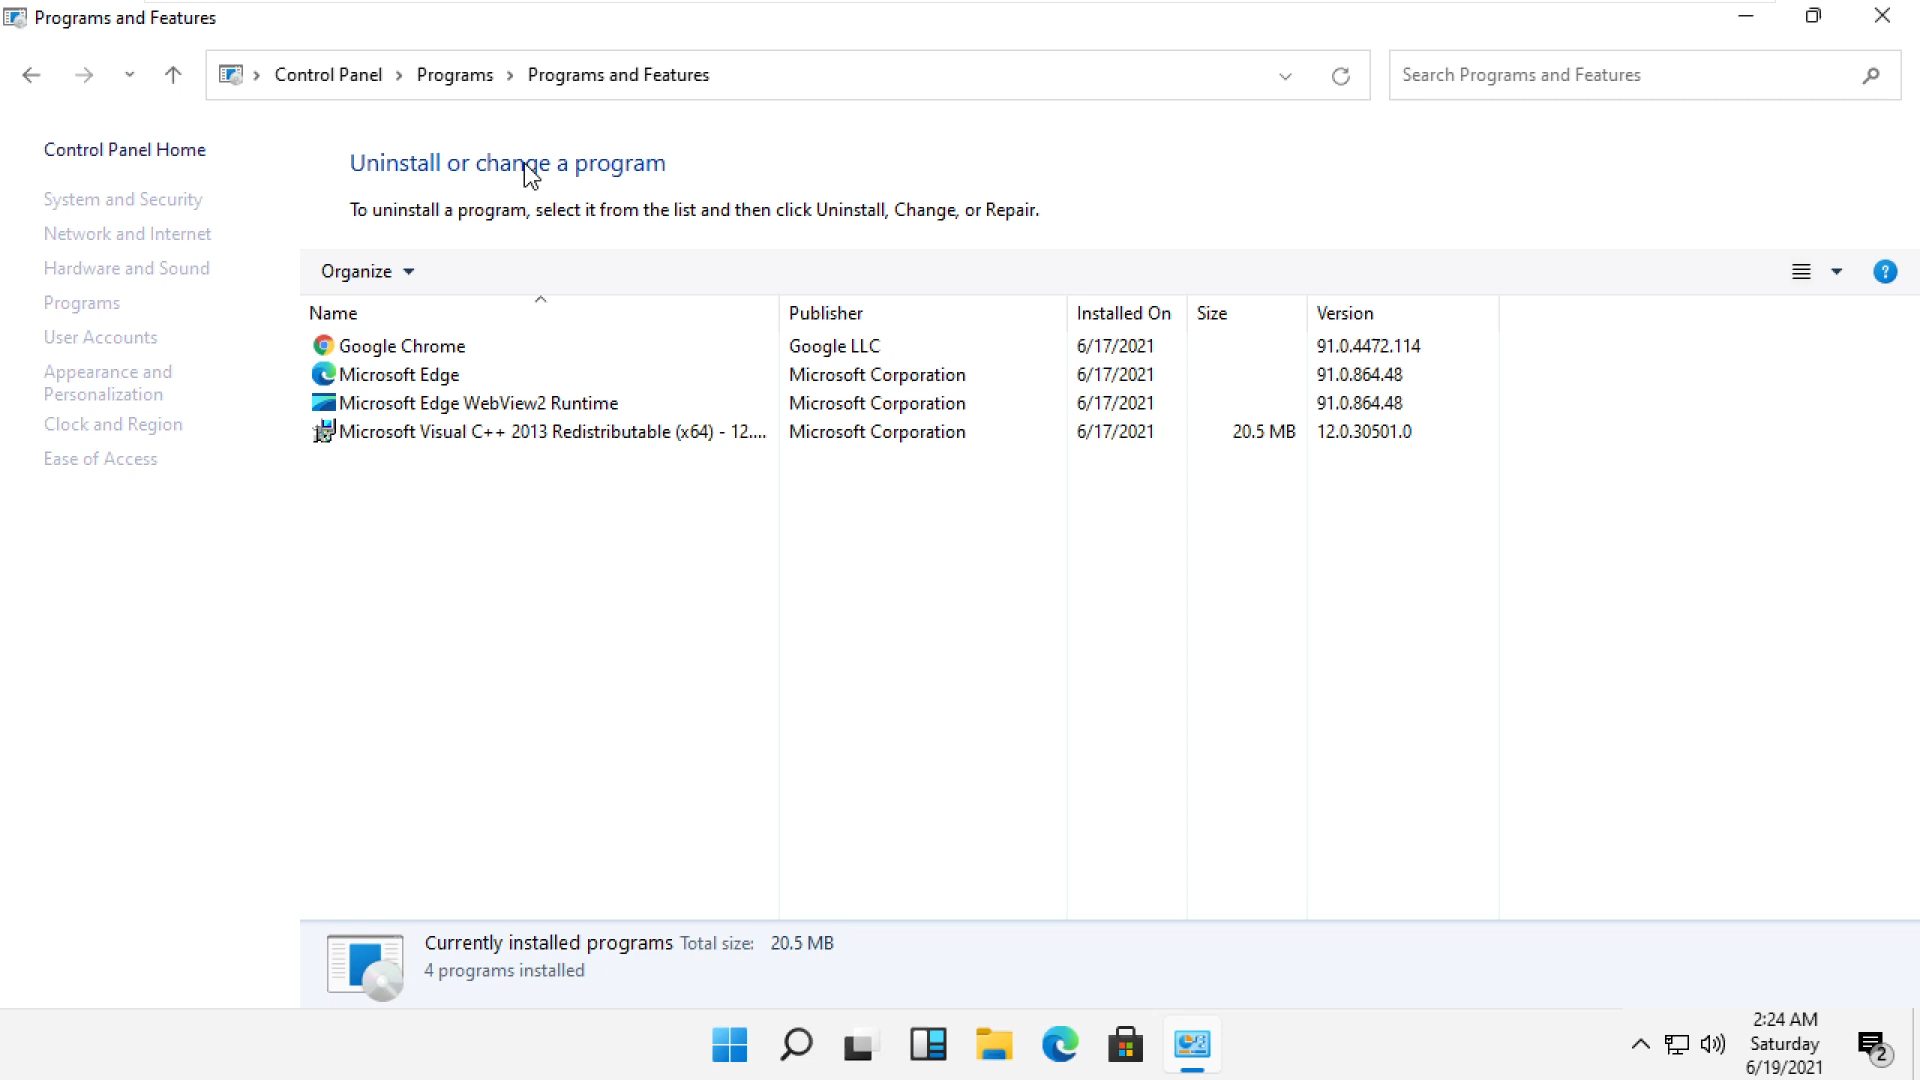 Programs and Features
Control Panel > Programs > Programs and Features
Search Programs and Features
Control Panel Home
System and Security
Network and Internet
Hardware and Sound
Programs
User Accounts
Appearance and
Personalization
Clock and Region
Ease of Access
Uninstall or change a program
To uninstall a program, select it from the list and then click Uninstall, Change, or Repair.
Organize
?
Name Publisher Installed On Size Version
Google Chrome Google LLC 6/17/2021 91.0.4472.114
Microsoft Edge Microsoft Corporation 6/17/2021 91.0.864.48
Microsoft Edge WebView2 Runtime Microsoft Corporation 6/17/2021 91.0.864.48
Microsoft Visual C++ 2013 Redistributable (x64) - 12.... Microsoft Corporation 6/17/2021 20.5 MB 12.0.30501.0
Currently installed programs Total size: 20.5 MB
4 programs installed
2:24 AM
Saturday
6/19/2021
2